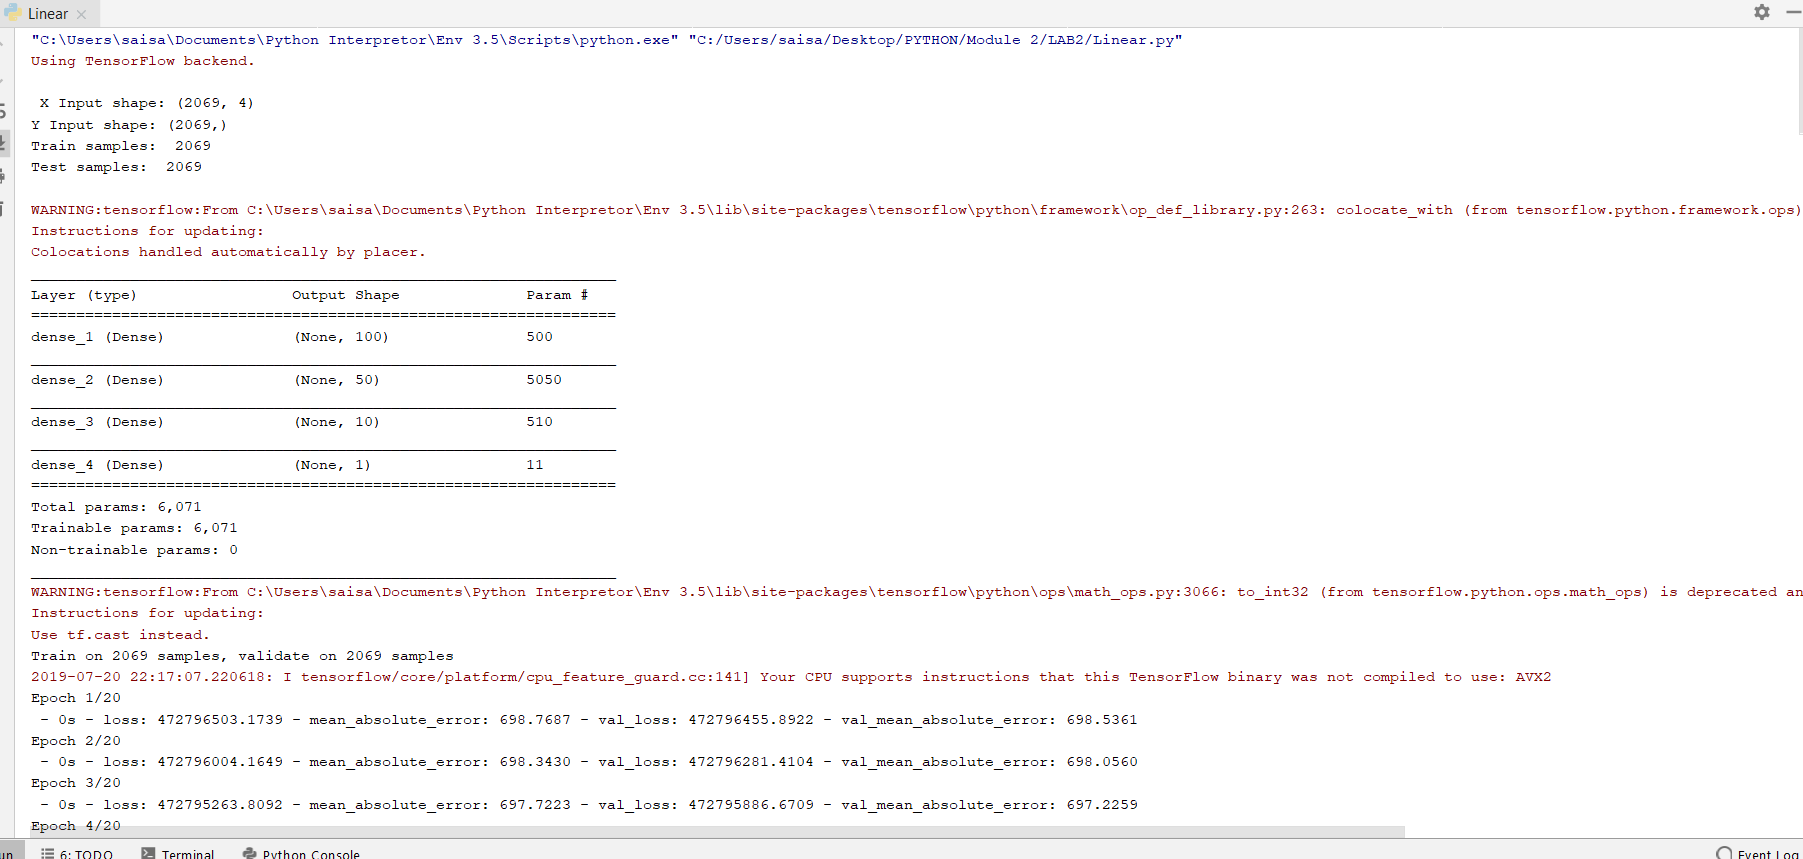 Linear
"C:\Users\saisa\Documents\Python Interpretor\Env 3.5\Scripts\python.exe" "C:/Users/saisa/Desktop/PYTHON/Module 2/LAB2/Linear.py"
Using TensorFlow backend.
X Input shape: (2069, 4)
Y Input shape: (2069,)
Train samples:  2069
Test samples:  2069
WARNING:tensorflow:From C:\Users\saisa\Documents\Python Interpretor\Env 3.5\lib\site-packages\tensorflow\python\framework\op_def_library.py:263: colocate_with (from tensorflow.python.framework.ops)
Instructions for updating:
Colocations handled automatically by placer.
Layer (type)                 Output Shape              Param #
=================================================================
dense_1 (Dense)              (None, 100)               500
dense_2 (Dense)              (None, 50)                5050
dense_3 (Dense)              (None, 10)                510
dense_4 (Dense)              (None, 1)                 11
=================================================================
Total params: 6,071
Trainable params: 6,071
Non-trainable params: 0
WARNING:tensorflow:From C:\Users\saisa\Documents\Python Interpretor\Env 3.5\lib\site-packages\tensorflow\python\ops\math_ops.py:3066: to_int32 (from tensorflow.python.ops.math_ops) is deprecated an
Instructions for updating:
Use tf.cast instead.
Train on 2069 samples, validate on 2069 samples
2019-07-20 22:17:07.220618: I tensorflow/core/platform/cpu_feature_guard.cc:141] Your CPU supports instructions that this TensorFlow binary was not compiled to use: AVX2
Epoch 1/20
- 0s - loss: 472796503.1739 - mean_absolute_error: 698.7687 - val_loss: 472796455.8922 - val_mean_absolute_error: 698.5361
Epoch 2/20
- 0s - loss: 472796004.1649 - mean_absolute_error: 698.3430 - val_loss: 472796281.4104 - val_mean_absolute_error: 698.0560
Epoch 3/20
- 0s - loss: 472795263.8092 - mean_absolute_error: 697.7223 - val_loss: 472795886.6709 - val_mean_absolute_error: 697.2259
Epoch 4/20
un 6: TODO Terminal Python Console Event Log